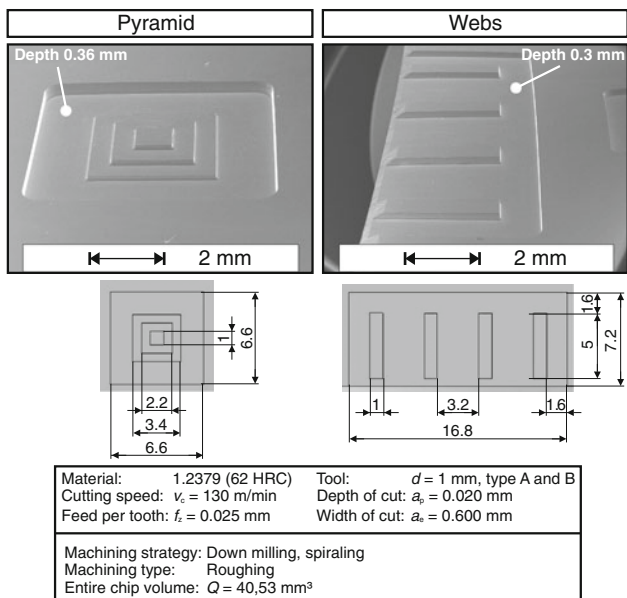 Pyramid
Webs
Depth 0.36 mm
Depth 0.3 mm
2 mm
2 mm
1
6.6
2.2
3.4
6.6
1.6
5
7.2
1
3.2
1.6
16.8
Material: 1.2379 (62 HRC) Tool: d = 1 mm, type A and B
Cutting speed: vc = 130 m/min Depth of cut: ap = 0.020 mm
Feed per tooth: fz = 0.025 mm Width of cut: ae = 0.600 mm
Machining strategy: Down milling, spiraling
Machining type: Roughing
Entire chip volume: Q = 40,53 mm³